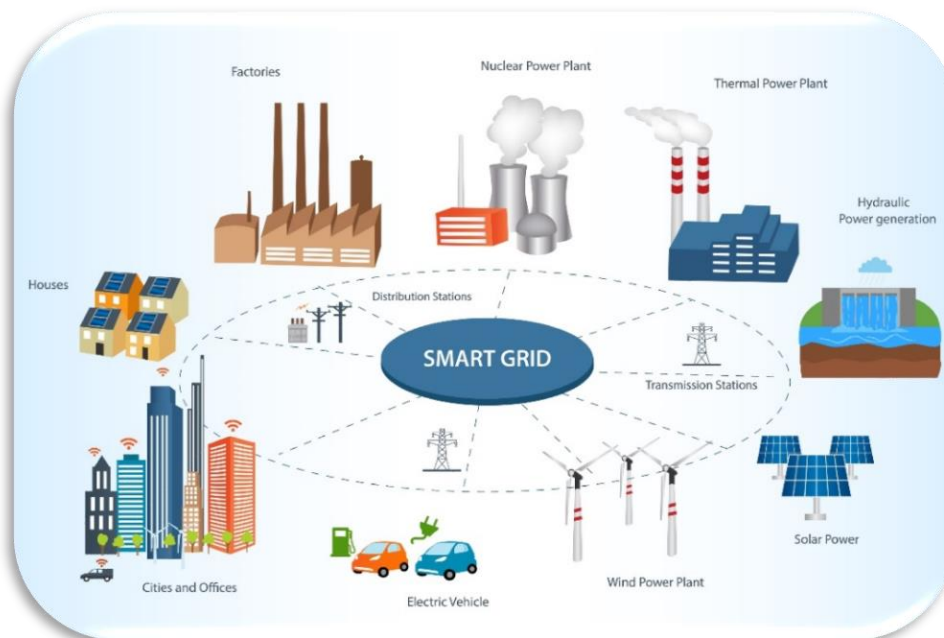 Factories
Nuclear Power Plant
Thermal Power Plant
Hydraulic
Power generation
Houses
Distribution Stations
SMART GRID
Transmission Stations
Solar Power
Cities and Offices
Electric Vehicle
Wind Power Plant